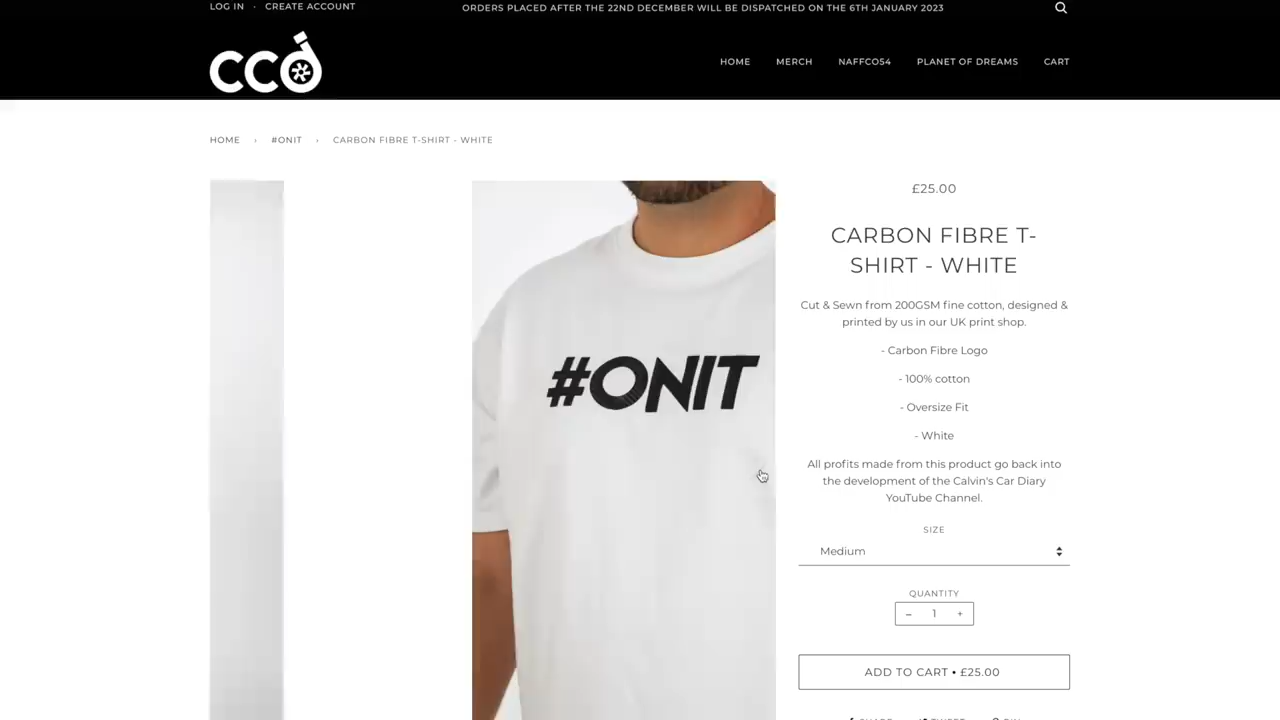 LOG IN · CREATE ACCOUNT
ORDERS PLACED AFTER THE 22ND DECEMBER WILL BE DISPATCHED ON THE 6TH JANUARY 2023
ccd
HOME MERCH NAFFCO54 PLANET OF DREAMS CART
HOME › #ONIT › CARBON FIBRE T-SHIRT - WHITE
#ONIT
£25.00
CARBON FIBRE T-
SHIRT - WHITE
Cut & Sewn from 200GSM fine cotton, designed &
printed by us in our UK print shop.
- Carbon Fibre Logo
- 100% cotton
- Oversize Fit
- White
All profits made from this product go back into
the development of the Calvin's Car Diary
YouTube Channel.
SIZE
Medium
QUANTITY
– 1 +
ADD TO CART • £25.00